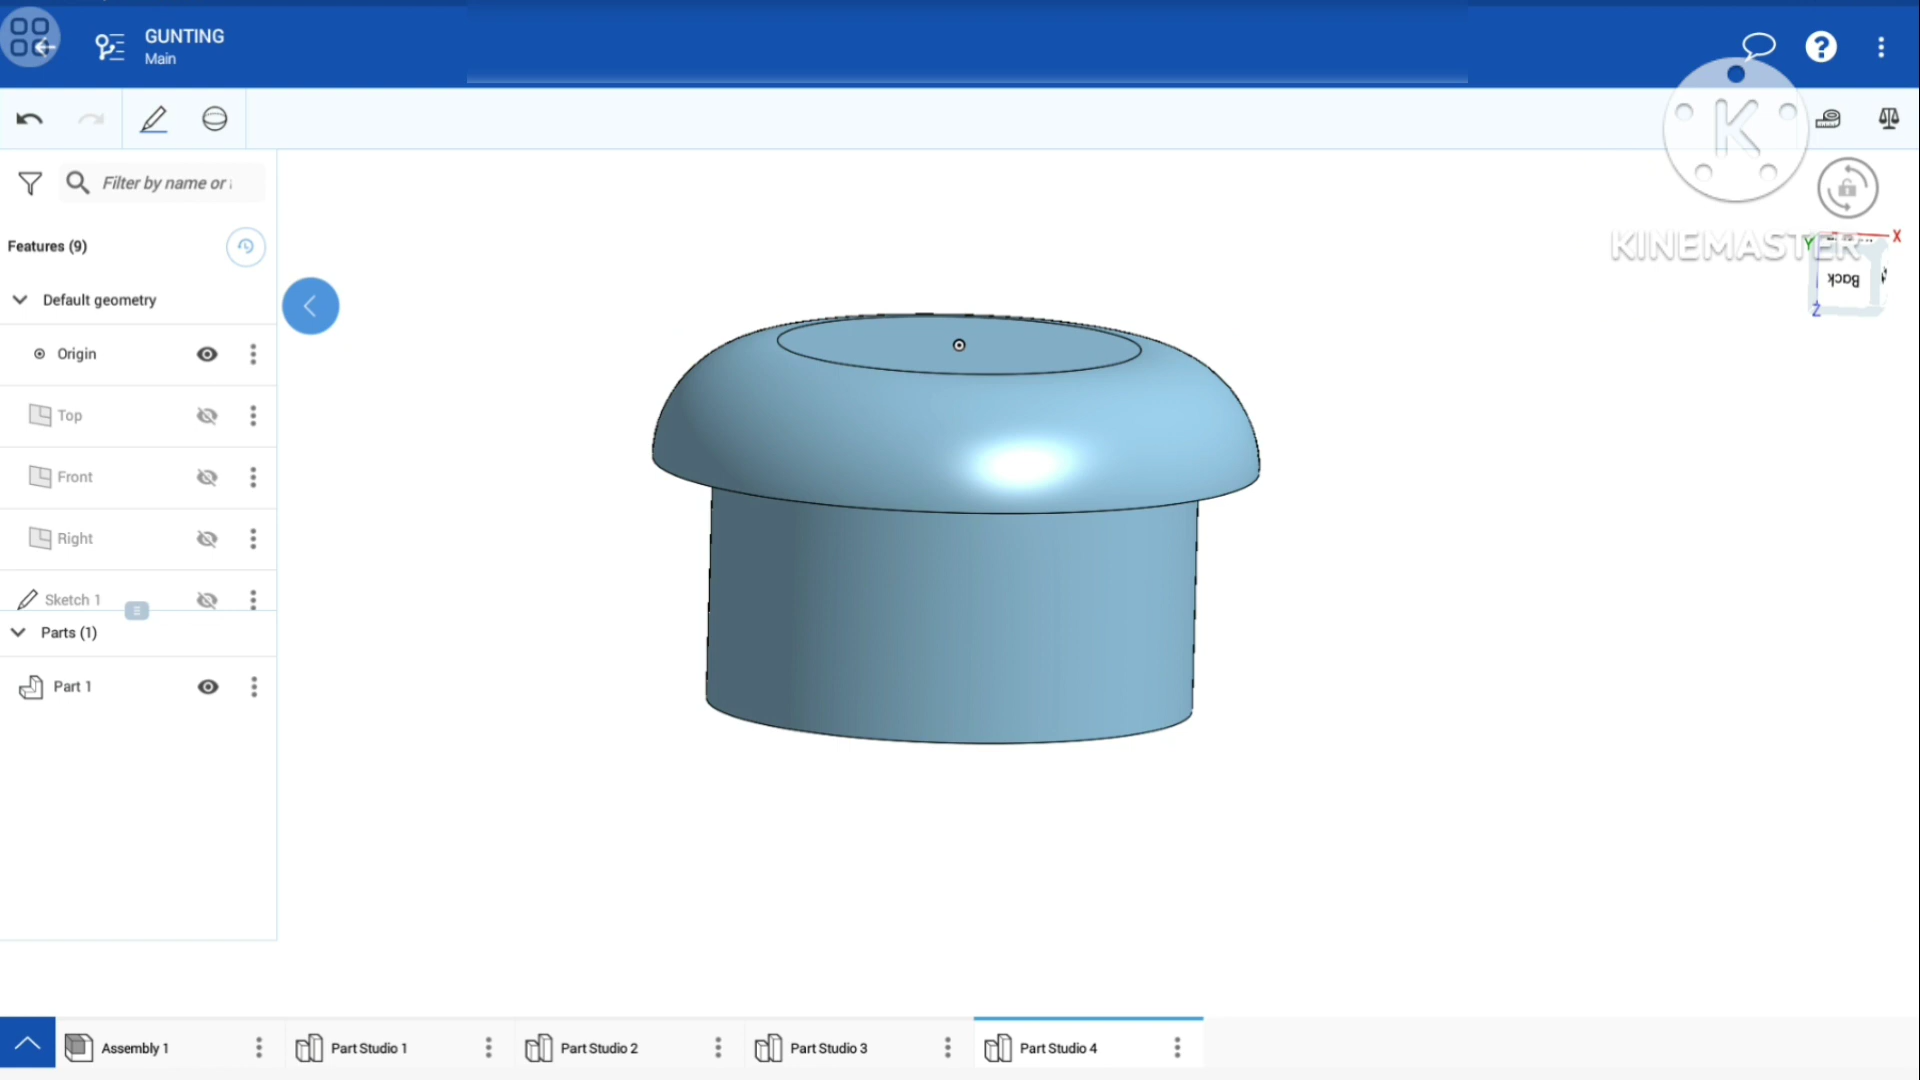 GUNTING
Main
Filter by name or
Features (9)
Default geometry
Origin
Top
Front
Right
Sketch 1
Parts (1)
Part 1
K
KINEMASTER
X
Y
Back
Z
Assembly 1
Part Studio 1
Part Studio 2
Part Studio 3
Part Studio 4